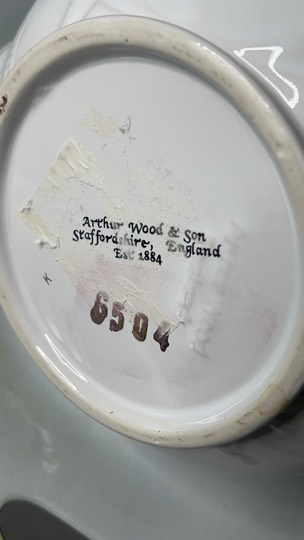 Arthur Wood & Son
Staffordshire, England
Est 1884
K
6504